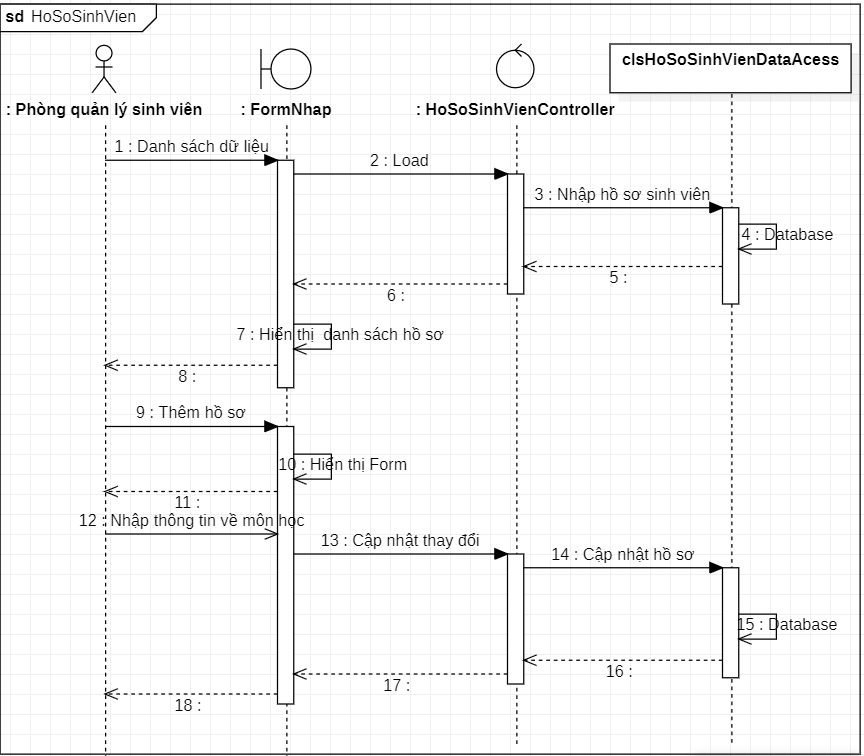 sd HoSoSinhVien
: Phòng quản lý sinh viên
: FormNhap
: HoSoSinhVienController
clsHoSoSinhVienDataAcess
1 : Danh sách dữ liệu
2 : Load
3 : Nhập hồ sơ sinh viên
4 : Database
5 :
6 :
7 : Hiển thị danh sách hồ sơ
8 :
9 : Thêm hồ sơ
10 : Hiển thị Form
11 :
12 : Nhập thông tin về môn học
13 : Cập nhật thay đổi
14 : Cập nhật hồ sơ
15 : Database
16 :
17 :
18 :